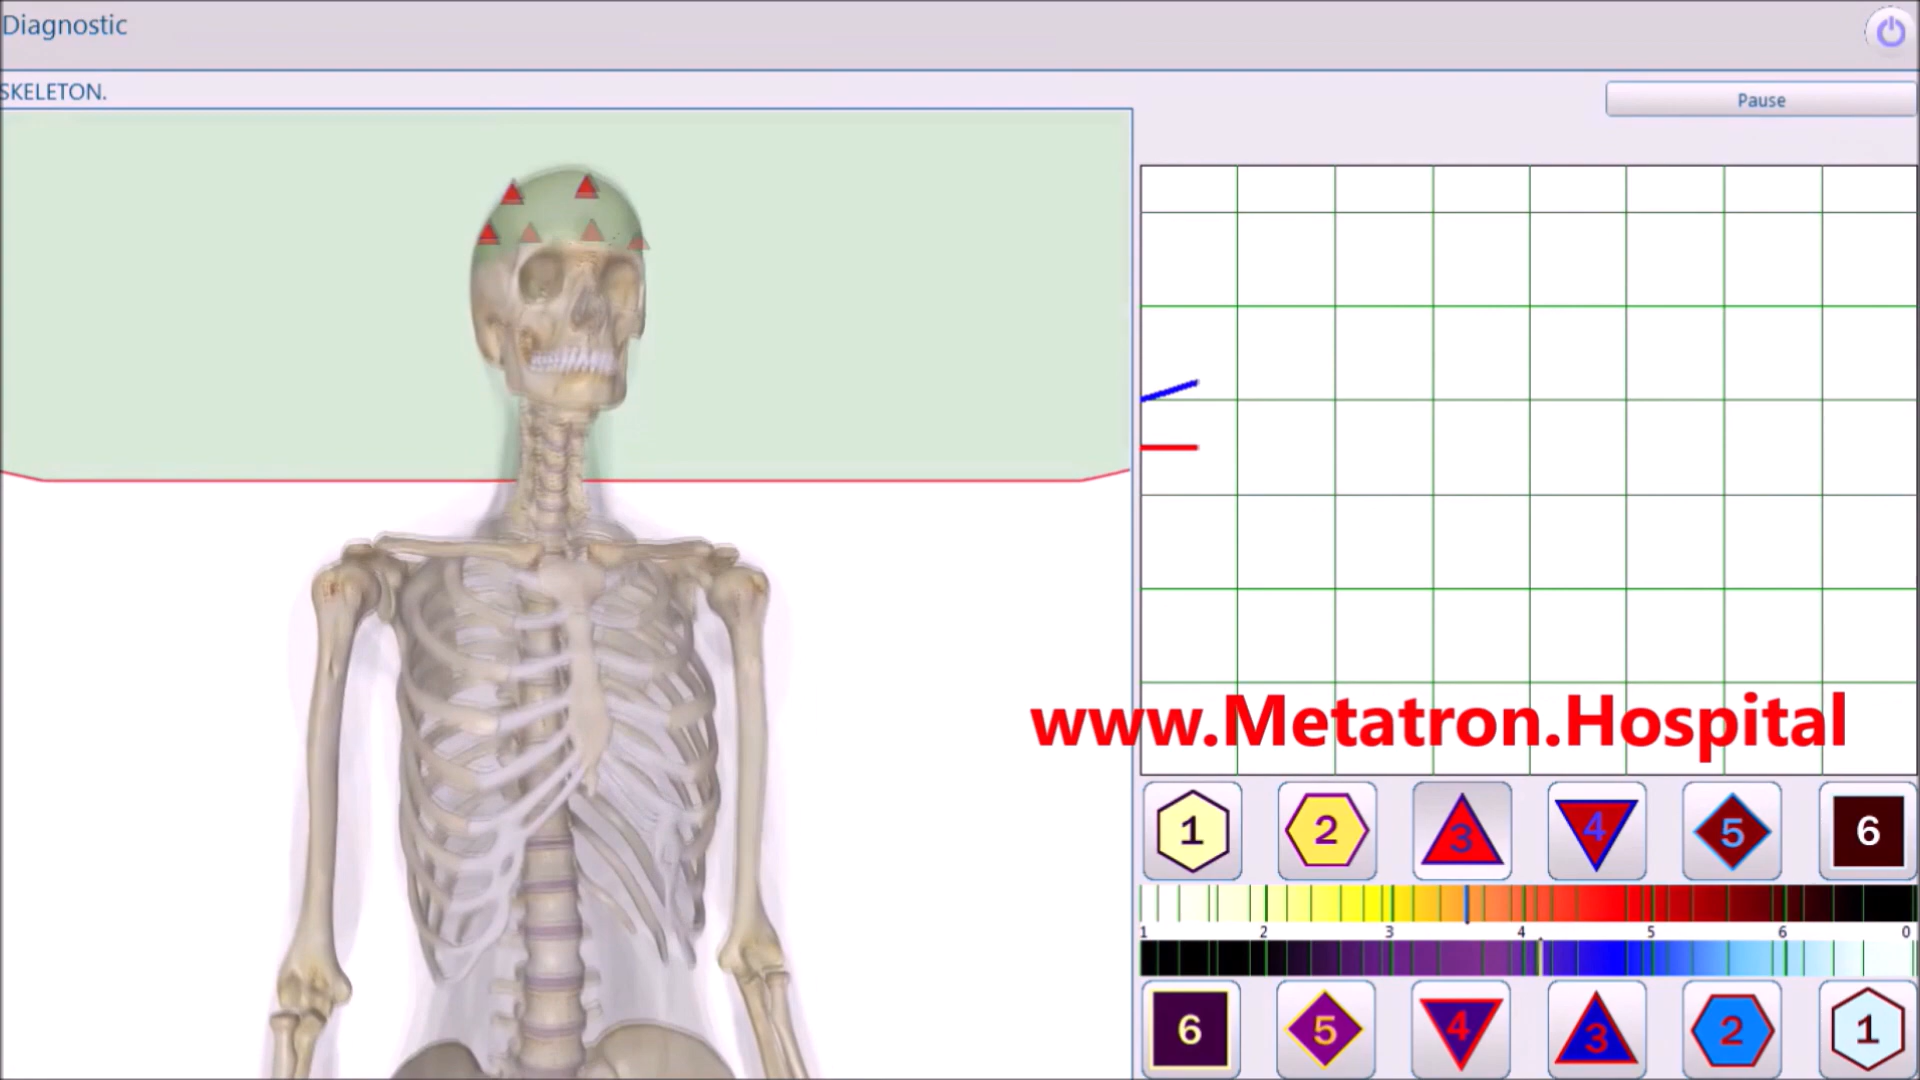 Diagnostic
SKELETON.
Pause
www.Metatron.Hospital
1 2 3 4 5 6
1 2 3 4 5 6 0
6 5 4 3 2 1